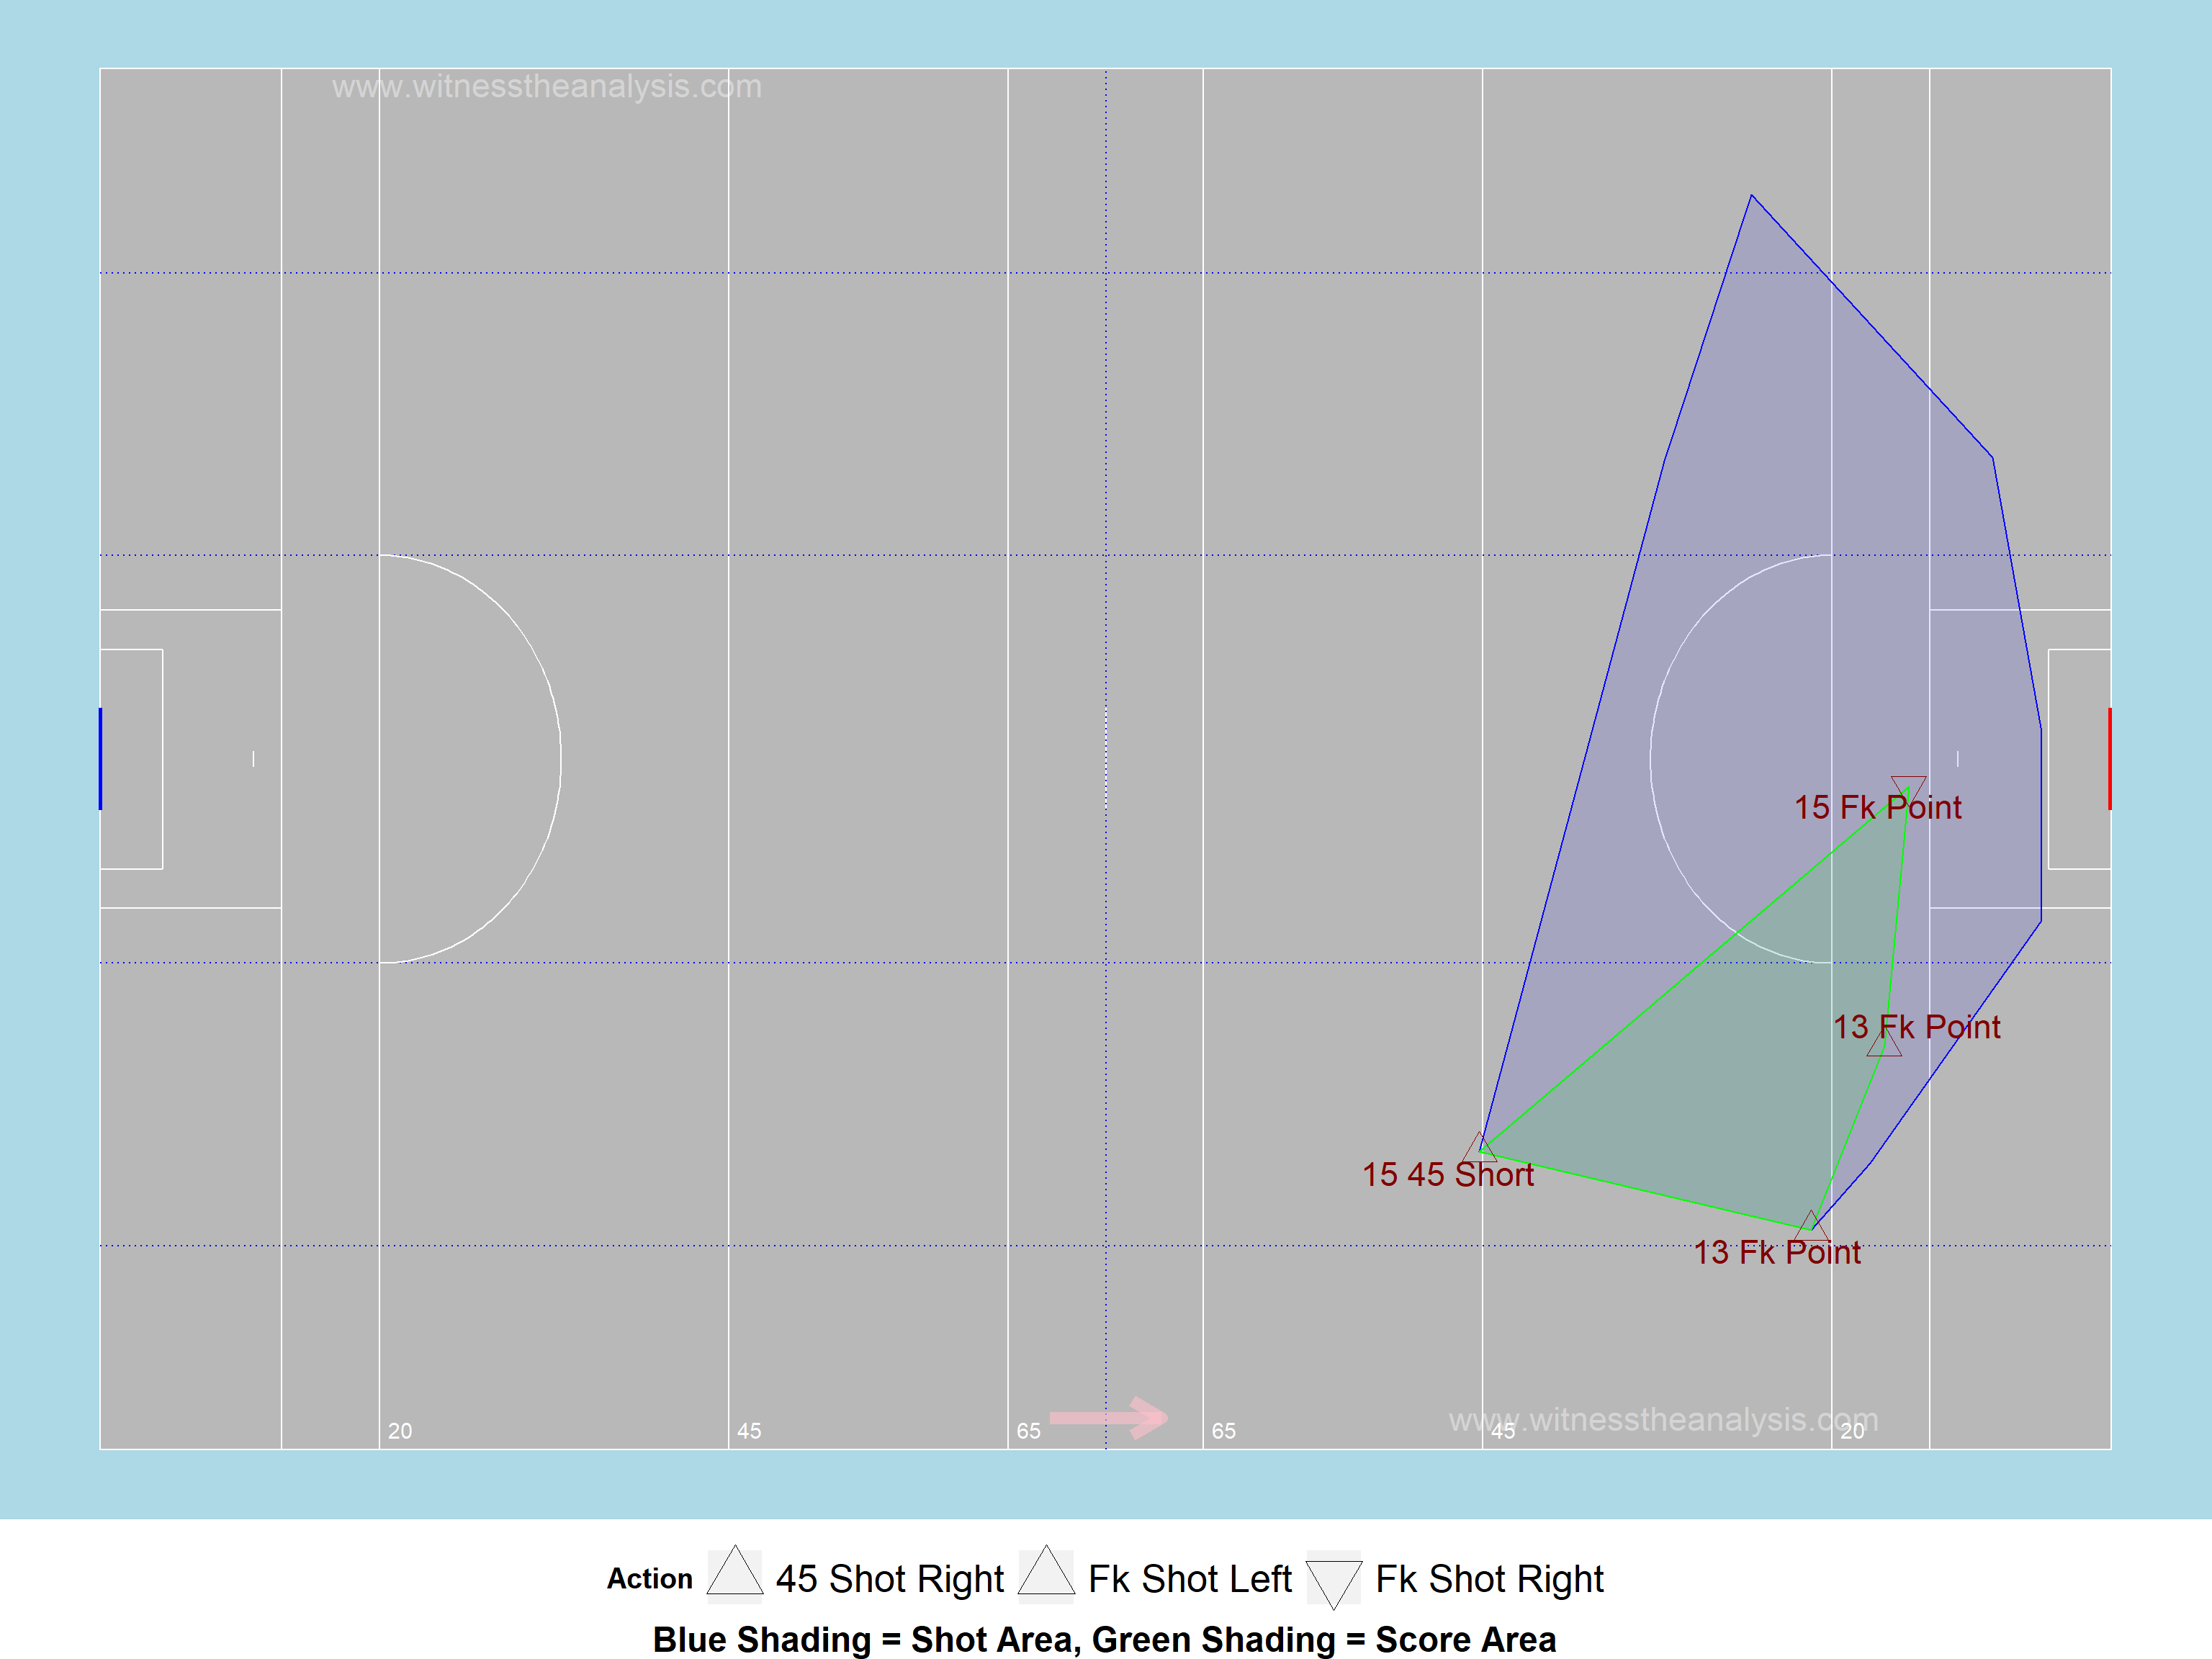 www.witnesstheanalysis.com
15 Fk Point
13 Fk Point
15 45 Short
13 Fk Point
www.witnesstheanalysis.com
20 45 65 65 45 20
Action 45 Shot Right Fk Shot Left Fk Shot Right
Blue Shading = Shot Area, Green Shading = Score Area